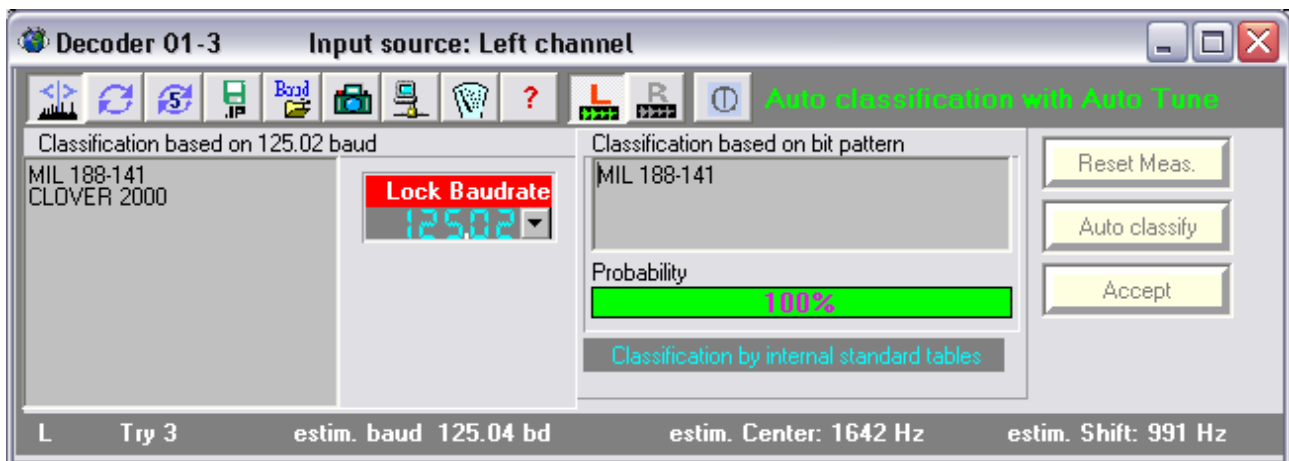 Decoder 01-3 Input source: Left channel
<|> 5 .IP Baud ? L R Auto classification with Auto Tune
Classification based on 125.02 baud
MIL 188-141
CLOVER 2000
Lock Baudrate
125.02
Classification based on bit pattern
MIL 188-141
Probability
100%
Classification by internal standard tables
Reset Meas.
Auto classify
Accept
L Try 3 estim. baud 125.04 bd estim. Center: 1642 Hz estim. Shift: 991 Hz